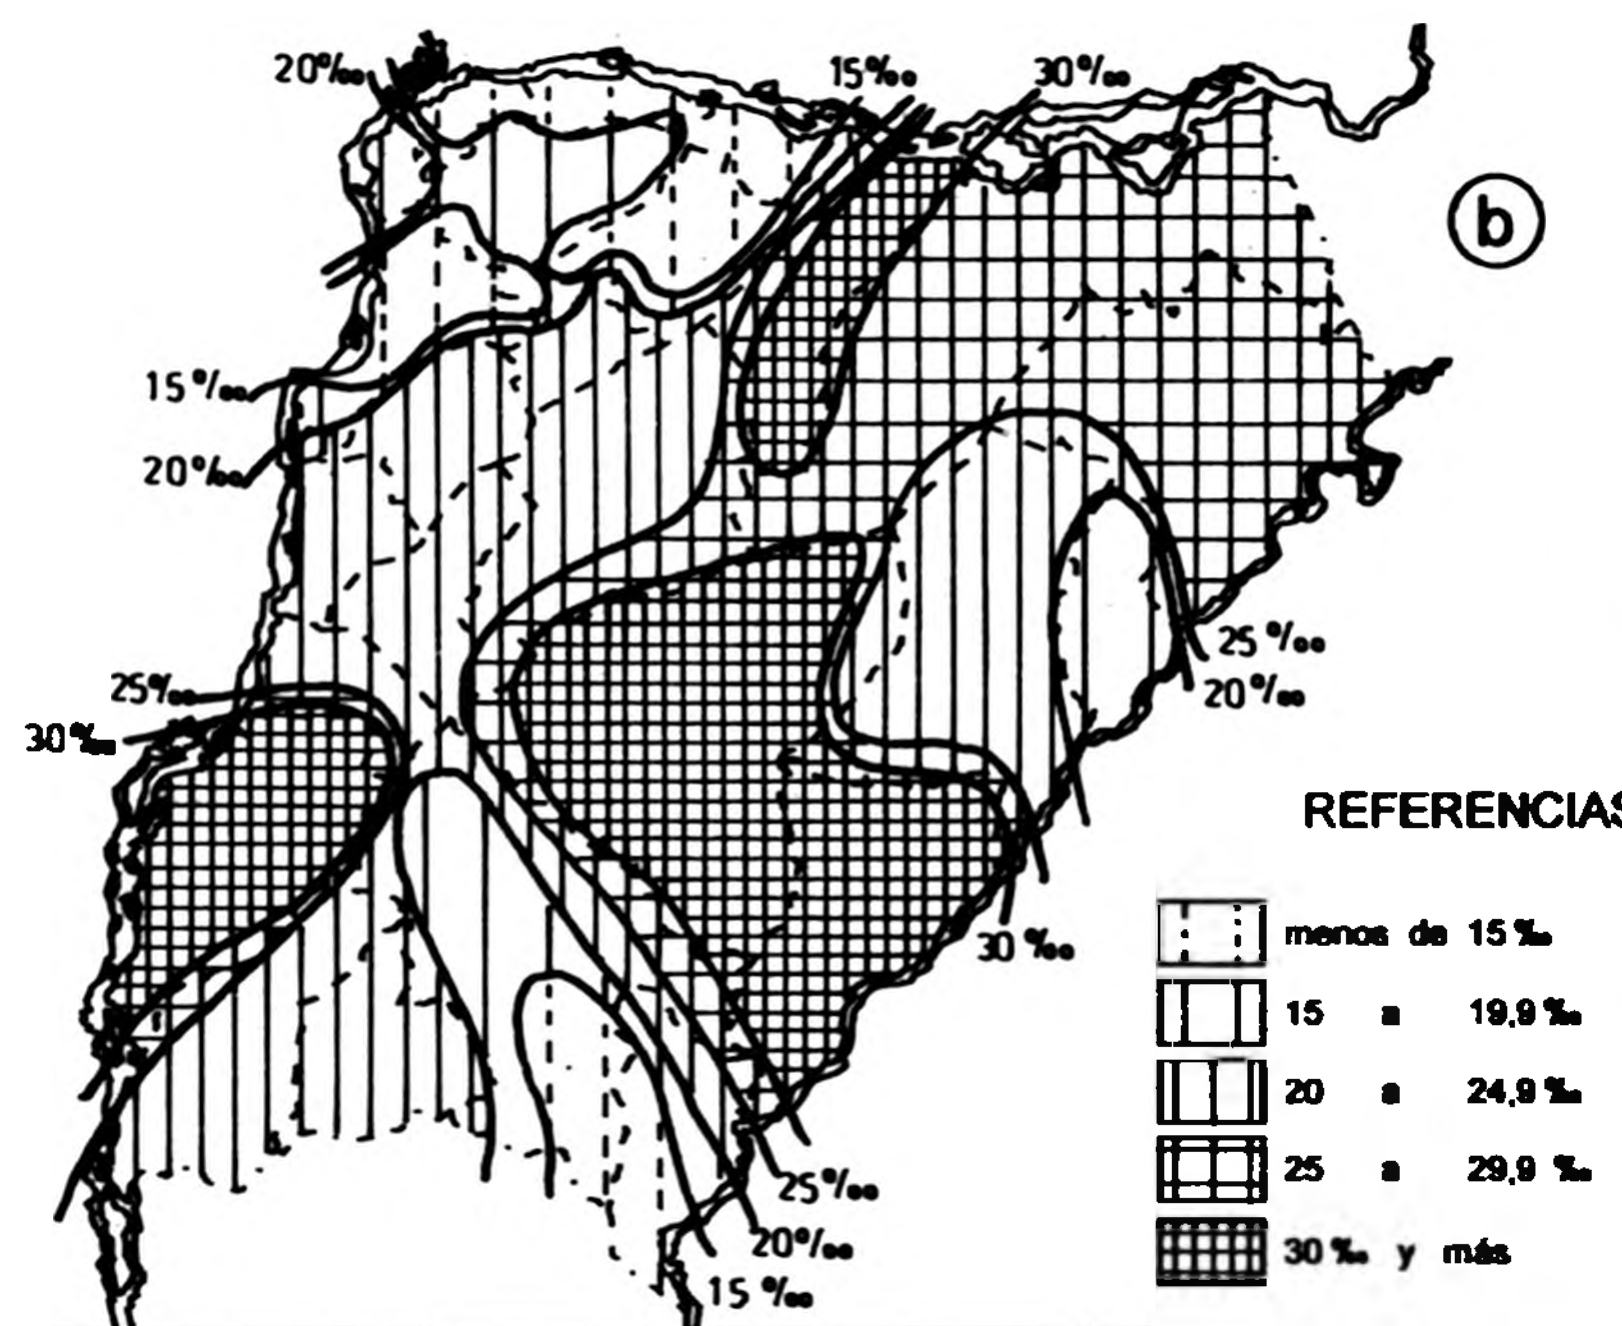 20‰
15‰
30‰
b
15‰
20‰
25‰
20‰
25‰
30‰
REFERENCIAS
menos de 15‰
30‰
15 a 19,9‰
20 a 24,9‰
25 a 29,9 ‰
25‰
20‰
30‰ y más
15‰